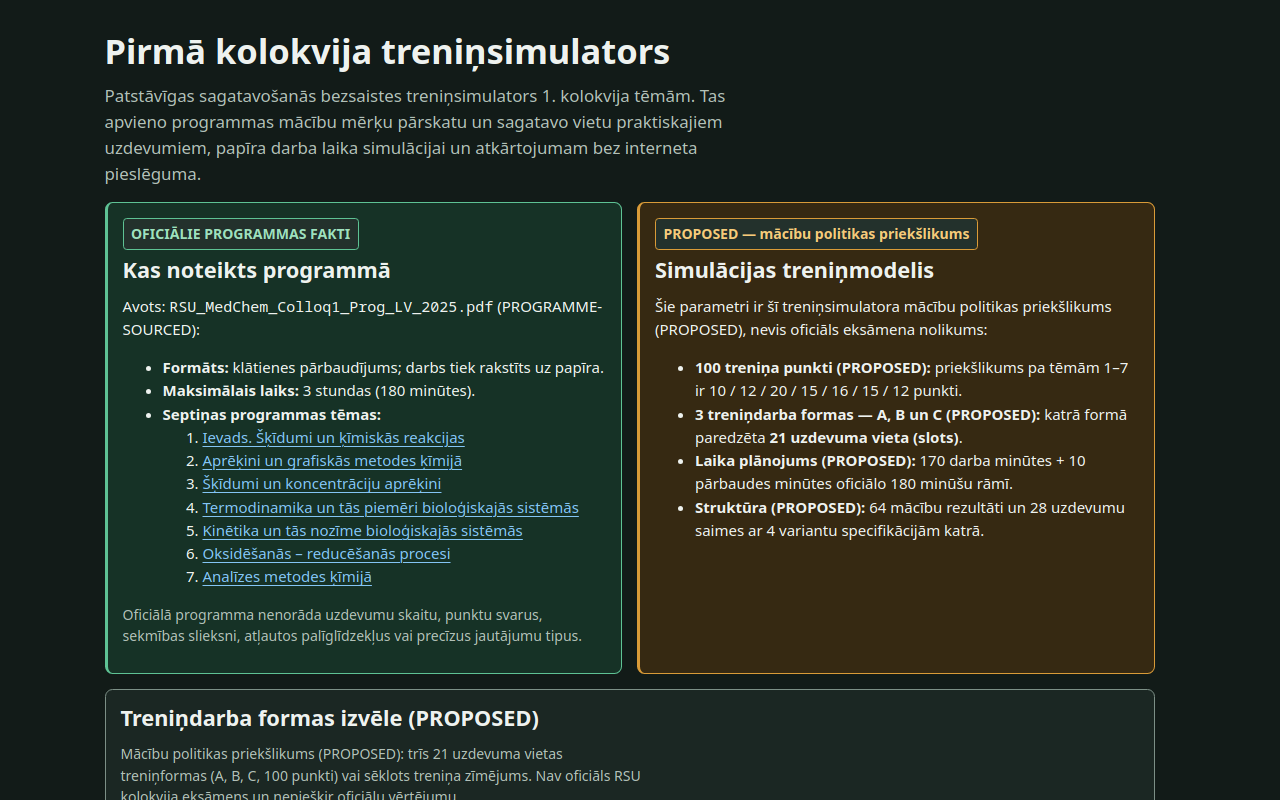 Pirmā kolokvija treniņsimulators
Patstāvīgas sagatavošanās bezsaistes treniņsimulators 1. kolokvija tēmām. Tas
apvieno programmas mācību mērķu pārskatu un sagatavo vietu praktiskajiem
uzdevumiem, papīra darba laika simulācijai un atkārtojumam bez interneta
pieslēguma.
OFICIĀLIE PROGRAMMAS FAKTI
Kas noteikts programmā
Avots: RSU_MedChem_Colloq1_Prog_LV_2025.pdf (PROGRAMME-
SOURCED):
• Formāts: klātienes pārbaudījums; darbs tiek rakstīts uz papīra.
• Maksimālais laiks: 3 stundas (180 minūtes).
• Septiņas programmas tēmas:
1. Ievads. Šķīdumi un ķīmiskās reakcijas
2. Aprēķini un grafiskās metodes ķīmijā
3. Šķīdumi un koncentrāciju aprēķini
4. Termodinamika un tās piemēri bioloģiskajās sistēmās
5. Kinētika un tās nozīme bioloģiskajās sistēmās
6. Oksidēšanās – reducēšanās procesi
7. Analīzes metodes ķīmijā
Oficiālā programma nenorāda uzdevumu skaitu, punktu svarus,
sekmības slieksni, atļautos palīglīdzekļus vai precīzus jautājumu tipus.
PROPOSED — mācību politikas priekšlikums
Simulācijas treniņmodelis
Šie parametri ir šī treniņsimulatora mācību politikas priekšlikums
(PROPOSED), nevis oficiāls eksāmena nolikums:
• 100 treniņa punkti (PROPOSED): priekšlikums pa tēmām 1–7
ir 10 / 12 / 20 / 15 / 16 / 15 / 12 punkti.
• 3 treniņdarba formas — A, B un C (PROPOSED): katrā formā
paredzēta 21 uzdevuma vieta (slots).
• Laika plānojums (PROPOSED): 170 darba minūtes + 10
pārbaudes minūtes oficiālo 180 minūšu rāmī.
• Struktūra (PROPOSED): 64 mācību rezultāti un 28 uzdevumu
saimes ar 4 variantu specifikācijām katrā.
Treniņdarba formas izvēle (PROPOSED)
Mācību politikas priekšlikums (PROPOSED): trīs 21 uzdevuma vietas
treniņformas (A, B, C, 100 punkti) vai sēklots treniņa zīmējums. Nav oficiāls RSU
kolokvija eksāmens un nepiešķir oficiālu vērtējumu.